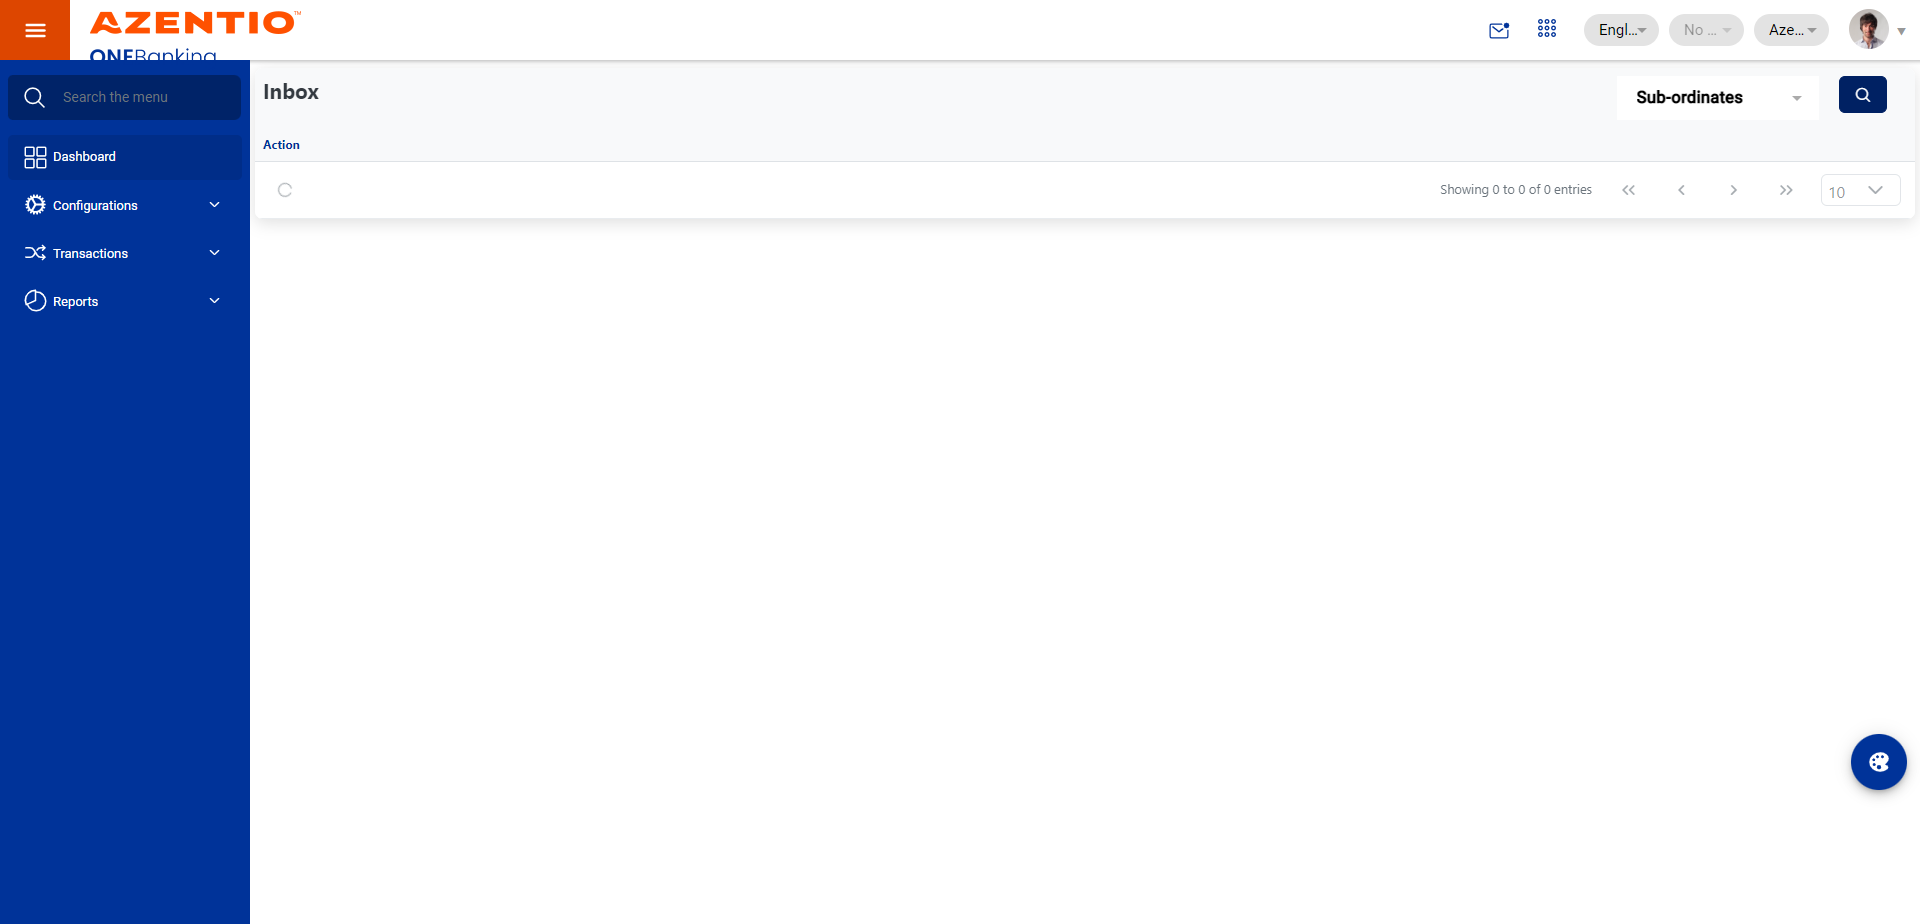 AZENTIO™
ONEBanking
Engl...
No ...
Aze...
Search the menu
Dashboard
Configurations
Transactions
Reports
Inbox
Sub-ordinates
Action
Showing 0 to 0 of 0 entries
10